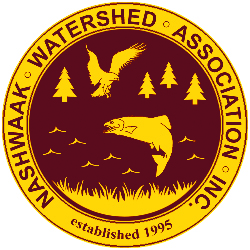 NASHWAAK ◦ WATERSHED ASSOCIATION ◦ INC.
established 1995